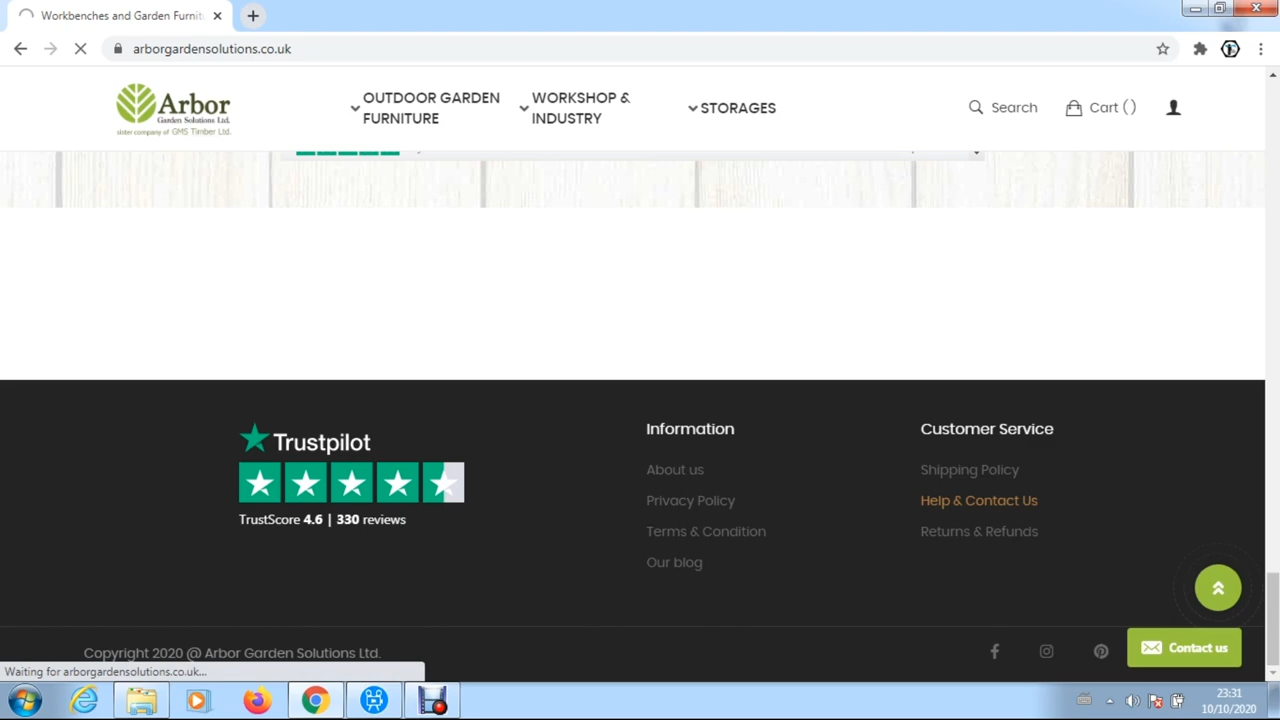 Workbenches and Garden Furnit
arborgardensolutions.co.uk
Arbor
Garden Solutions Ltd.
sister company of GMS Timber Ltd.
OUTDOOR GARDEN
FURNITURE
WORKSHOP &
INDUSTRY
STORAGES
Search
Cart ( )
Trustpilot
TrustScore 4.6 | 330 reviews
Information
About us
Privacy Policy
Terms & Condition
Our blog
Customer Service
Shipping Policy
Help & Contact Us
Returns & Refunds
Copyright 2020 @ Arbor Garden Solutions Ltd.
Contact us
Waiting for arborgardensolutions.co.uk...
23:31
10/10/2020